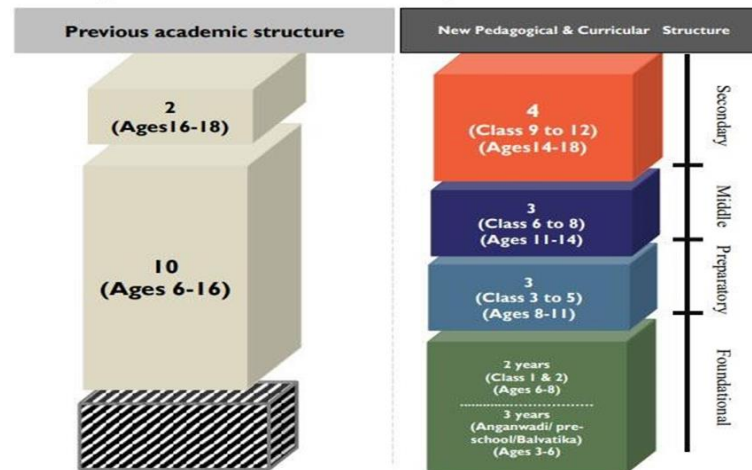 Previous academic structure
New Pedagogical & Curricular Structure
2
(Ages16-18)
10
(Ages 6-16)
4
(Class 9 to 12)
(Ages14-18)
3
(Class 6 to 8)
(Ages 11-14)
3
(Class 3 to 5)
(Ages 8-11)
2 years
(Class 1 & 2)
(Ages 6-8)
3 years
(Anganwadi/ pre-
school/Balvatika)
(Ages 3-6)
Secondary
Middle
Preparatory
Foundational